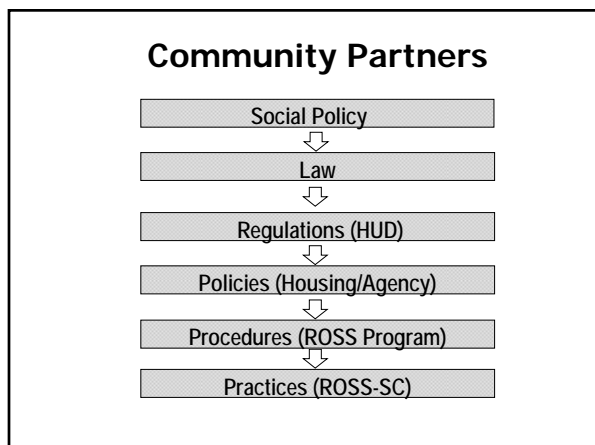 Community Partners
Social Policy
Law
Regulations (HUD)
Policies (Housing/Agency)
Procedures (ROSS Program)
Practices (ROSS-SC)